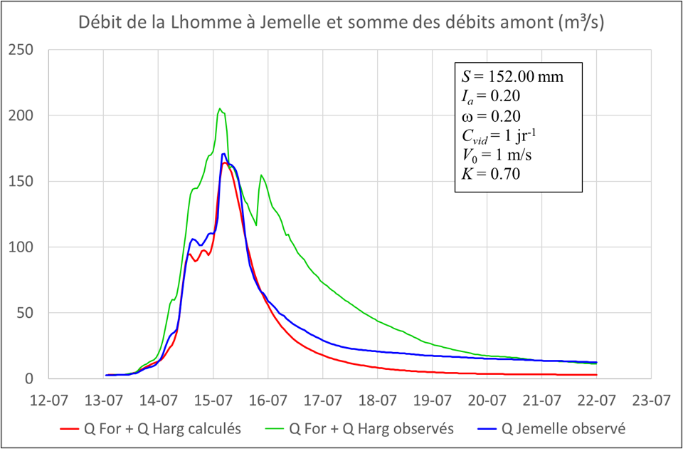 Débit de la Lhomme à Jemelle et somme des débits amont (m³/s)
250
200
150
100
50
0
S = 152.00 mm
Iₐ = 0.20
ω = 0.20
Cvid = 1 jr⁻¹
V₀ = 1 m/s
K = 0.70
12-07 13-07 14-07 15-07 16-07 17-07 18-07 19-07 20-07 21-07 22-07 23-07
Q For + Q Harg calculés Q For + Q Harg observés Q Jemelle observé